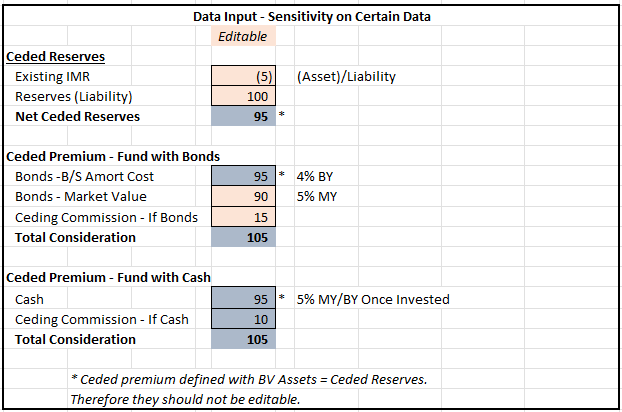 Data Input - Sensitivity on Certain Data
Editable
Ceded Reserves
Existing IMR (5) (Asset)/Liability
Reserves (Liability) 100
Net Ceded Reserves 95 *
Ceded Premium - Fund with Bonds
Bonds -B/S Amort Cost 95 * 4% BY
Bonds - Market Value 90 5% MY
Ceding Commission - If Bonds 15
Total Consideration 105
Ceded Premium - Fund with Cash
Cash 95 * 5% MY/BY Once Invested
Ceding Commission - If Cash 10
Total Consideration 105
* Ceded premium defined with BV Assets = Ceded Reserves.
Therefore they should not be editable.